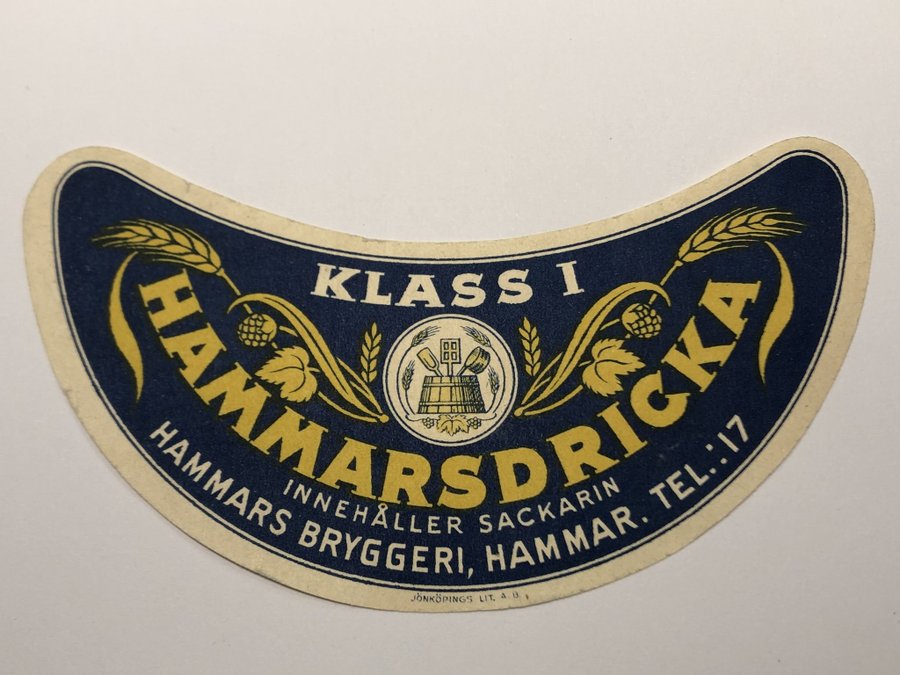 KLASS I
HAMMARSDRICKA
INNEHÅLLER SACKARIN
HAMMARS BRYGGERI, HAMMAR. TEL.: 17
JÖNKÖPINGS LIT. A. B.